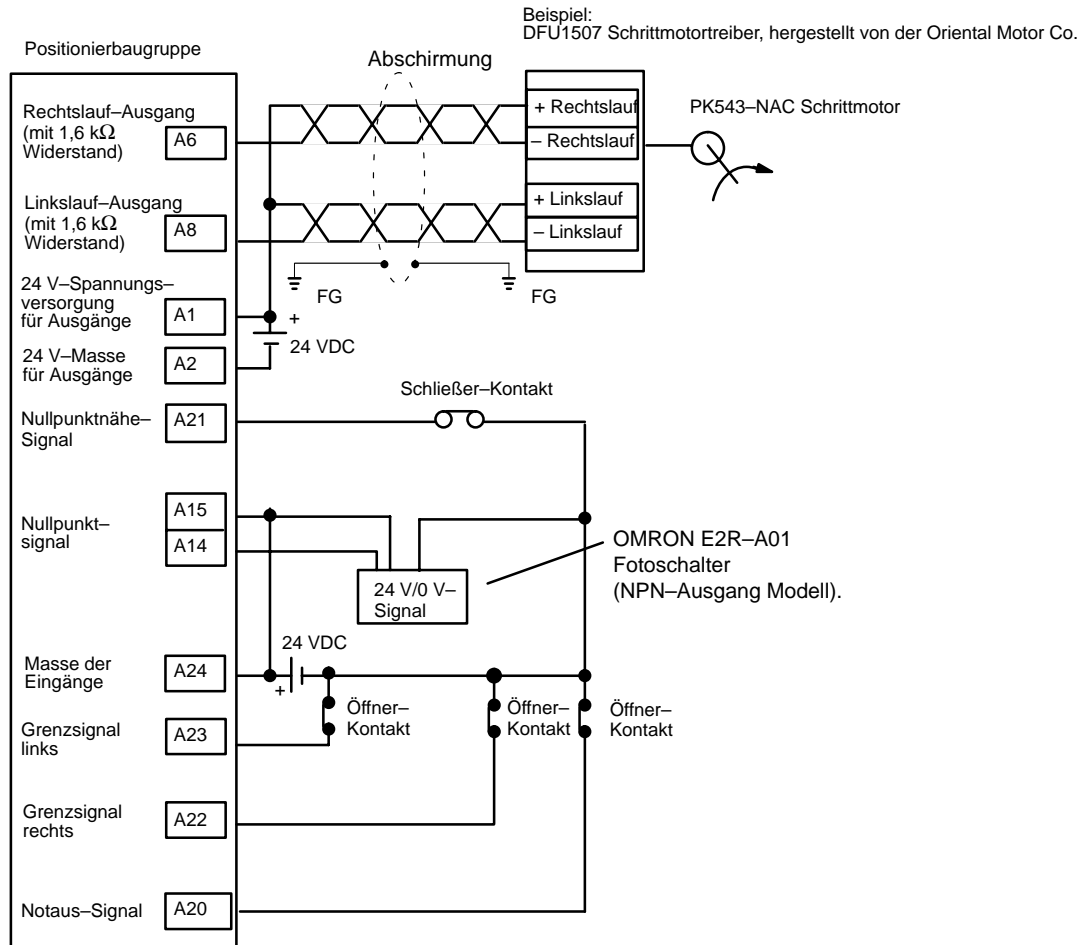 Beispiel:
DFU1507 Schrittmotortreiber, hergestellt von der Oriental Motor Co.
Positionierbaugruppe
Abschirmung
Rechtslauf–Ausgang
(mit 1,6 kΩ
Widerstand)
A6
+ Rechtslauf
– Rechtslauf
PK543–NAC Schrittmotor
Linkslauf–Ausgang
(mit 1,6 kΩ
Widerstand)
A8
+ Linkslauf
– Linkslauf
FG
FG
24 V–Spannungs–
versorgung
für Ausgänge
A1
+
24 VDC
24 V–Masse
für Ausgänge
A2
Schließer–Kontakt
Nullpunktnähe–
Signal
A21
Nullpunkt–
signal
A15
A14
24 V/0 V–
Signal
OMRON E2R–A01
Fotoschalter
(NPN–Ausgang Modell).
Masse der
Eingänge
A24
24 VDC
+
Öffner–
Kontakt
Öffner–
Kontakt
Öffner–
Kontakt
Grenzsignal
links
A23
Grenzsignal
rechts
A22
Notaus–Signal
A20